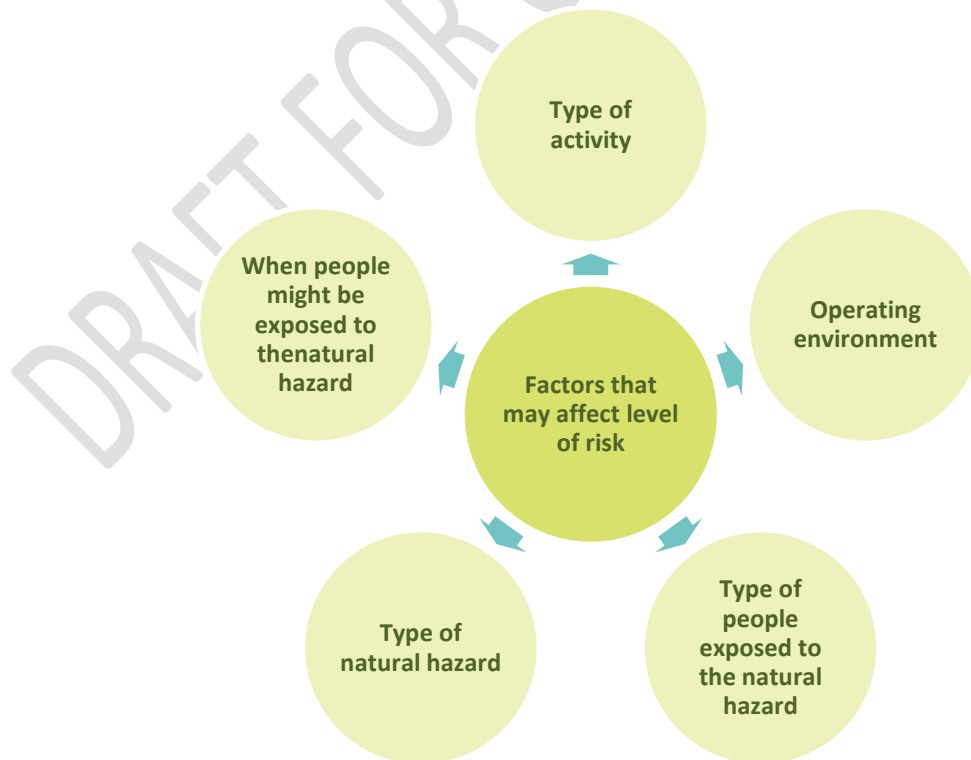 DRAFT FOR
Type of
activity
When people
might be
exposed to
thenatural
hazard
Operating
environment
Factors that
may affect level
of risk
Type of
natural hazard
Type of
people
exposed to
the natural
hazard